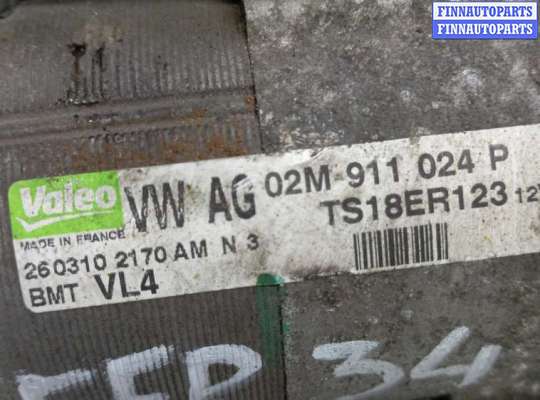 FINNAUTOPARTS
FINNAUTOPARTS
Valeo VW AG 02M-911 024 P
MADE IN FRANCE TS18ER123 12
260310 2170 AM N 3
BMT VL4
34